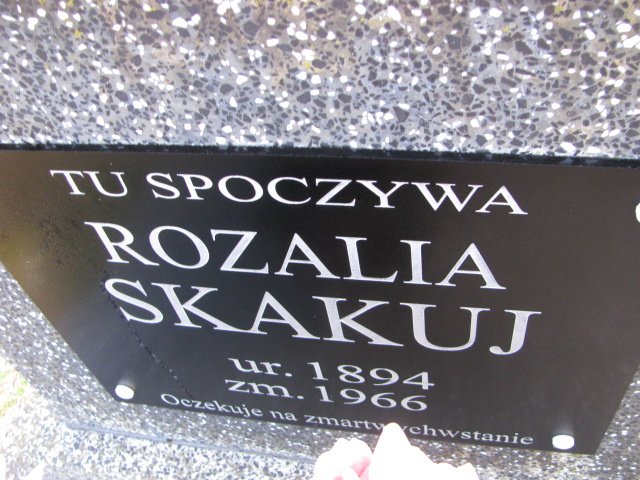 TU SPOCZYWA
ROZALIA
SKAKUJ
ur. 1894
zm. 1966
Oczekuje na zmartwychwstanie